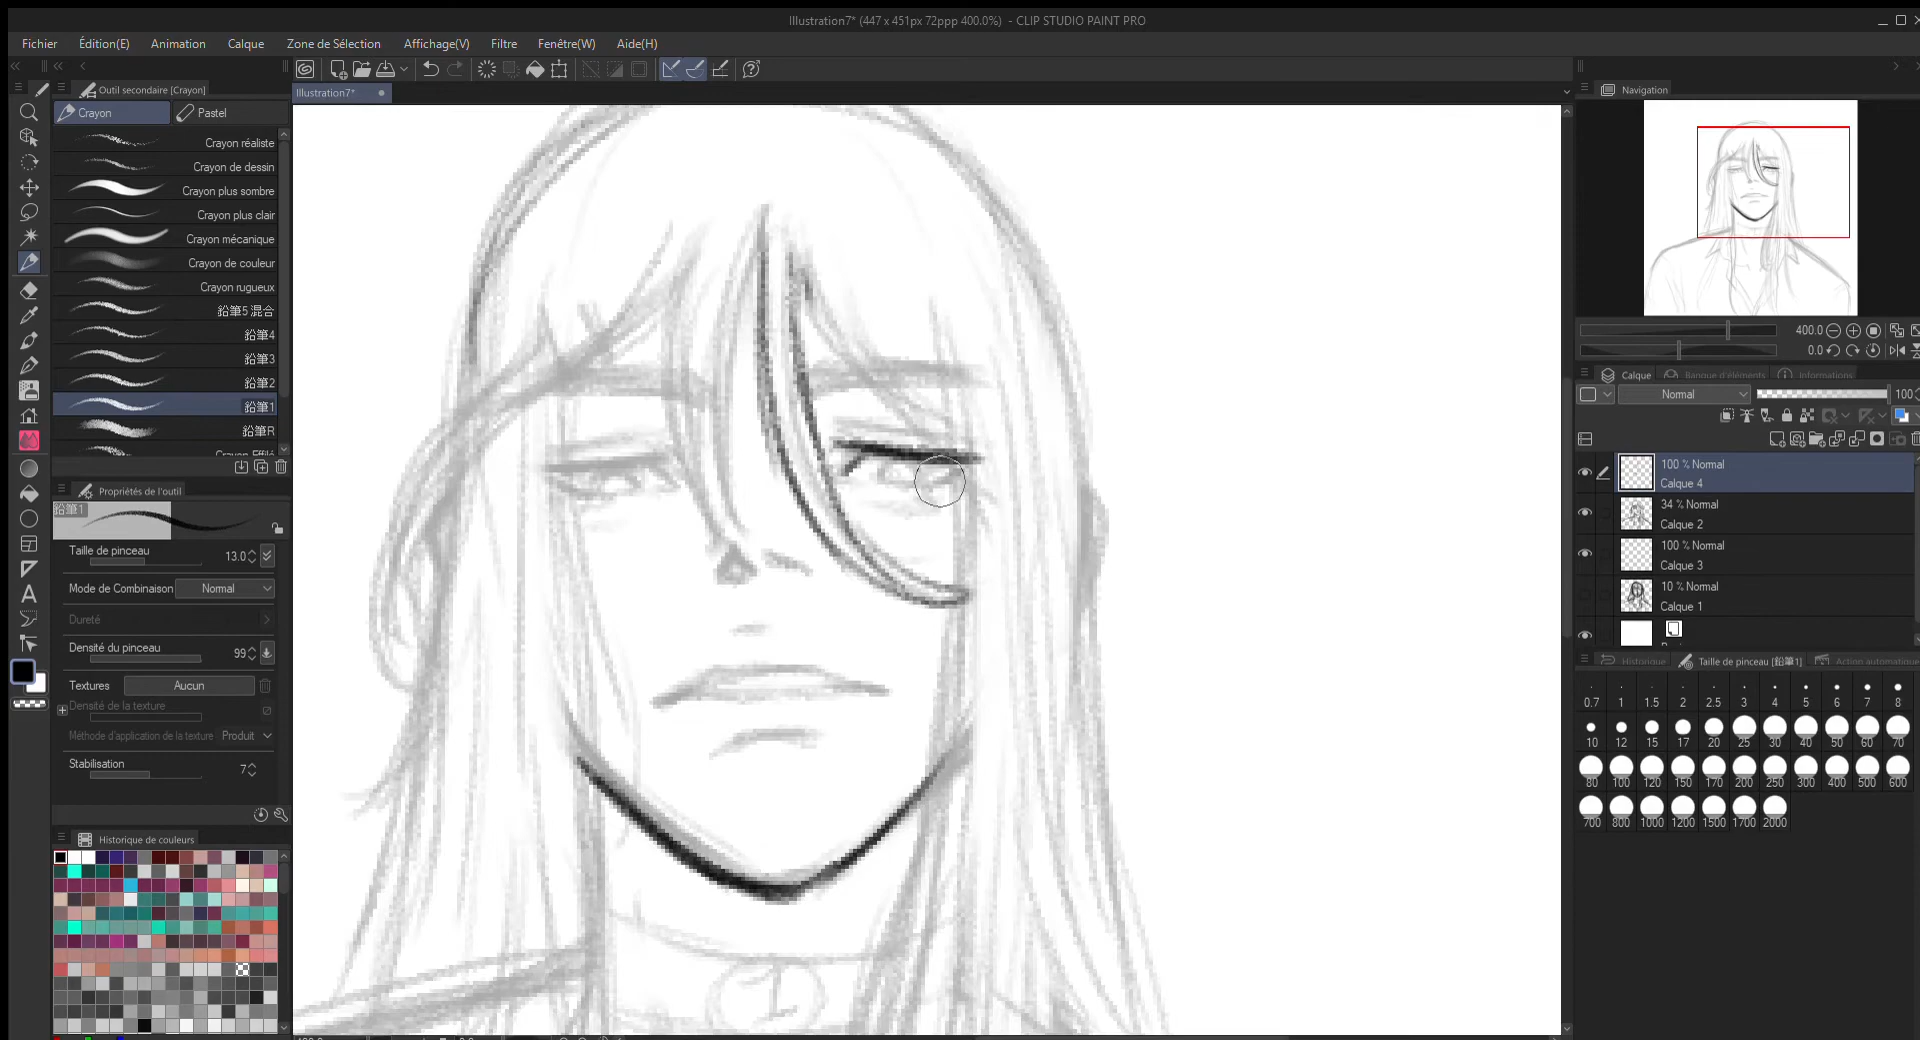 Illustration7* (447 x 451px 72ppp 400.0%) - CLIP STUDIO PAINT PRO
Fichier Édition(E) Animation Calque Zone de Sélection Affichage(V) Filtre Fenêtre(W) Aide(H)
Outil secondaire [Crayon]
Illustration7*
Navigation
Crayon Pastel
Crayon réaliste
Crayon de dessin
Crayon plus sombre
Crayon plus clair
Crayon mécanique
Crayon de couleur
Crayon rugueux
鉛筆5 混合
鉛筆4
鉛筆3
鉛筆2
鉛筆1
鉛筆R
Crayon Effilé
Propriétés de l'outil
鉛筆1
Taille de pinceau 13.0
Mode de Combinaison Normal
Dureté
Densité du pinceau 99
Textures Aucun
Densité de la texture
Méthode d'application de la texture Produit
Stabilisation 7
Historique de couleurs
400.0
0.0
Calque Banque d'éléments Informations
Normal 100
100 % Normal
Calque 4
34 % Normal
Calque 2
100 % Normal
Calque 3
10 % Normal
Calque 1
Historique Taille de pinceau [鉛筆1] Action automatique
0.7 1 1.5 2 2.5 3 4 5 6 7 8
10 12 15 17 20 25 30 40 50 60 70
80 100 120 150 170 200 250 300 400 500 600
700 800 1000 1200 1500 1700 2000